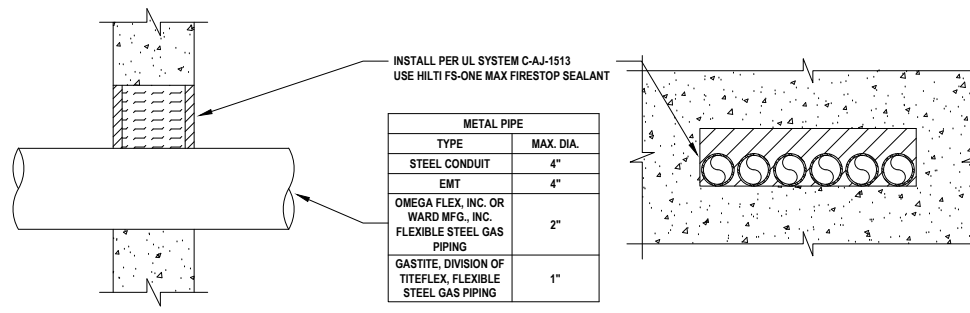 INSTALL PER UL SYSTEM C-AJ-1513
USE HILTI FS-ONE MAX FIRESTOP SEALANT
METAL PIPE
TYPE MAX. DIA.
STEEL CONDUIT 4"
EMT 4"
OMEGA FLEX, INC. OR
WARD MFG., INC.
FLEXIBLE STEEL GAS
PIPING
2"
GASTITE, DIVISION OF
TITEFLEX, FLEXIBLE
STEEL GAS PIPING
1"